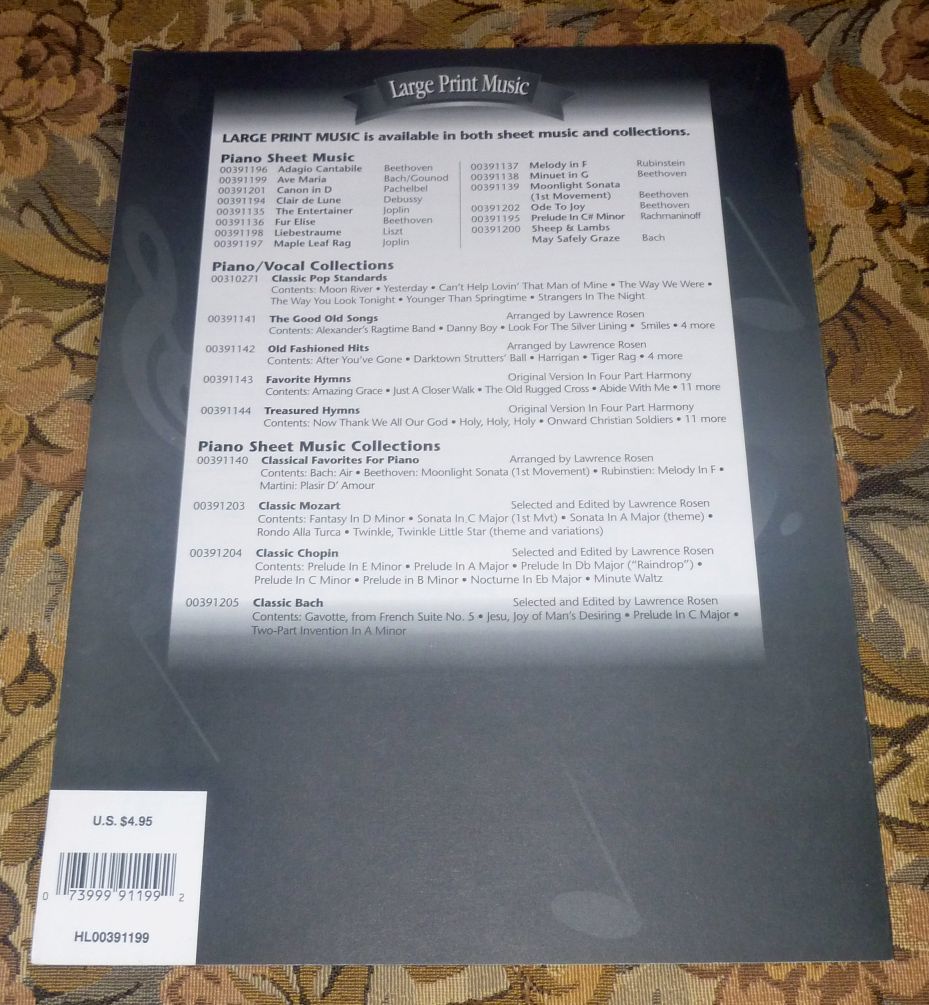 Large Print Music
LARGE PRINT MUSIC is available in both sheet music and collections.
Piano Sheet Music
00391196 Adagio Cantabile Beethoven
00391199 Ave Maria Bach/Gounod
00391201 Canon in D Pachelbel
00391194 Clair de Lune Debussy
00391135 The Entertainer Joplin
00391136 Fur Elise Beethoven
00391198 Liebestraume Liszt
00391197 Maple Leaf Rag Joplin
00391137 Melody in F Rubinstein
00391138 Minuet in G Beethoven
00391139 Moonlight Sonata
(1st Movement) Beethoven
00391202 Ode To Joy Beethoven
00391195 Prelude In C# Minor Rachmaninoff
00391200 Sheep & Lambs
May Safely Graze Bach
Piano/Vocal Collections
00310271 Classic Pop Standards
Contents: Moon River • Yesterday • Can't Help Lovin' That Man of Mine • The Way We Were •
The Way You Look Tonight • Younger Than Springtime • Strangers In The Night
00391141 The Good Old Songs Arranged by Lawrence Rosen
Contents: Alexander's Ragtime Band • Danny Boy • Look For The Silver Lining • Smiles • 4 more
00391142 Old Fashioned Hits Arranged by Lawrence Rosen
Contents: After You've Gone • Darktown Strutters' Ball • Harrigan • Tiger Rag • 4 more
00391143 Favorite Hymns Original Version In Four Part Harmony
Contents: Amazing Grace • Just A Closer Walk • The Old Rugged Cross • Abide With Me • 11 more
00391144 Treasured Hymns Original Version In Four Part Harmony
Contents: Now Thank We All Our God • Holy, Holy, Holy • Onward Christian Soldiers • 11 more
Piano Sheet Music Collections
00391140 Classical Favorites For Piano Arranged by Lawrence Rosen
Contents: Bach: Air • Beethoven: Moonlight Sonata (1st Movement) • Rubinstien: Melody In F •
Martini: Plasir D' Amour
00391203 Classic Mozart Selected and Edited by Lawrence Rosen
Contents: Fantasy In D Minor • Sonata In C Major (1st Mvt) • Sonata In A Major (theme) •
Rondo Alla Turca • Twinkle, Twinkle Little Star (theme and variations)
00391204 Classic Chopin Selected and Edited by Lawrence Rosen
Contents: Prelude In E Minor • Prelude In A Major • Prelude In Db Major ("Raindrop") •
Prelude In C Minor • Prelude in B Minor • Nocturne In Eb Major • Minute Waltz
00391205 Classic Bach Selected and Edited by Lawrence Rosen
Contents: Gavotte, from French Suite No. 5 • Jesu, Joy of Man's Desiring • Prelude In C Major •
Two-Part Invention In A Minor
U.S. $4.95
0 73999 91199 2
HL00391199